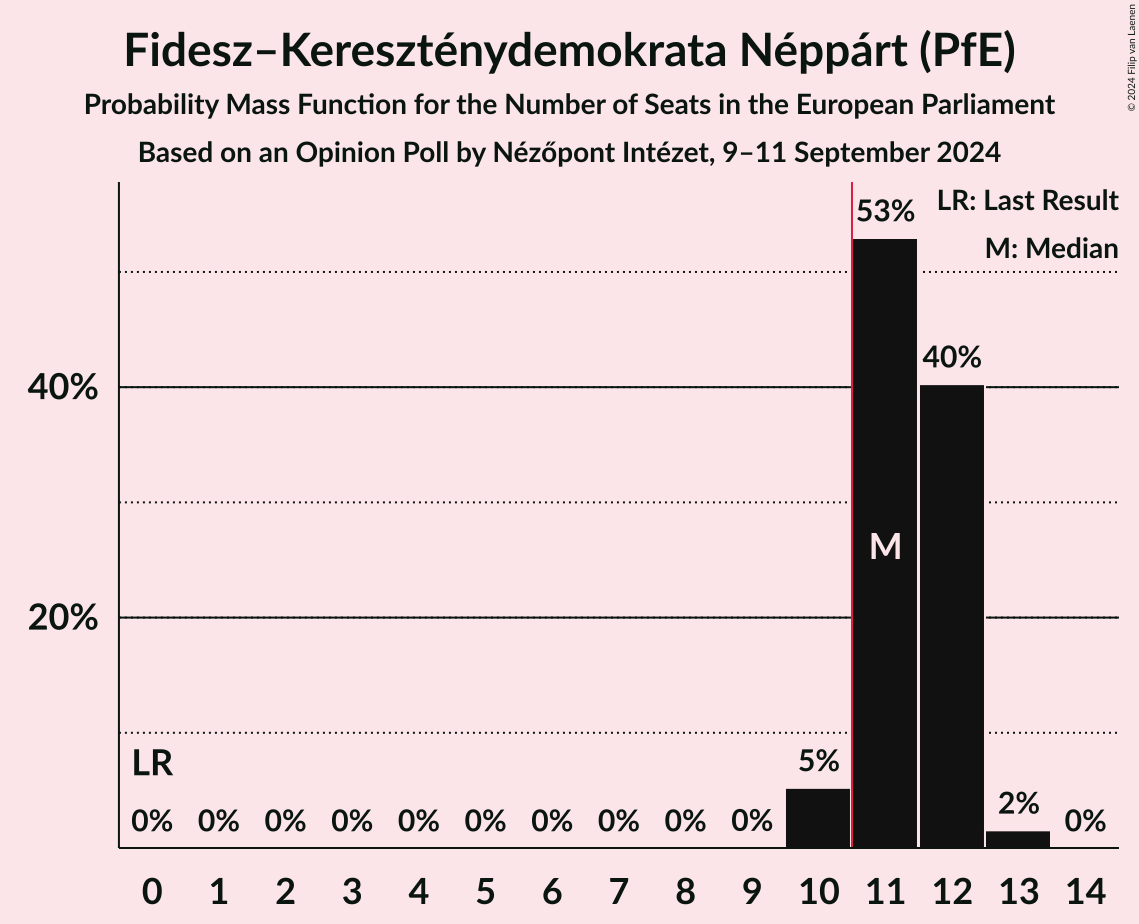 Fidesz–Kereszténydemokrata Néppárt (PfE)
Probability Mass Function for the Number of Seats in the European Parliament
Based on an Opinion Poll by Nézőpont Intézet, 9–11 September 2024
© 2024 Filip van Laenen
LR: Last Result
M: Median
53%
40%
40%
M
20%
LR
5%
2%
0% 0% 0% 0% 0% 0% 0% 0% 0% 0% 0%
0 1 2 3 4 5 6 7 8 9 10 11 12 13 14